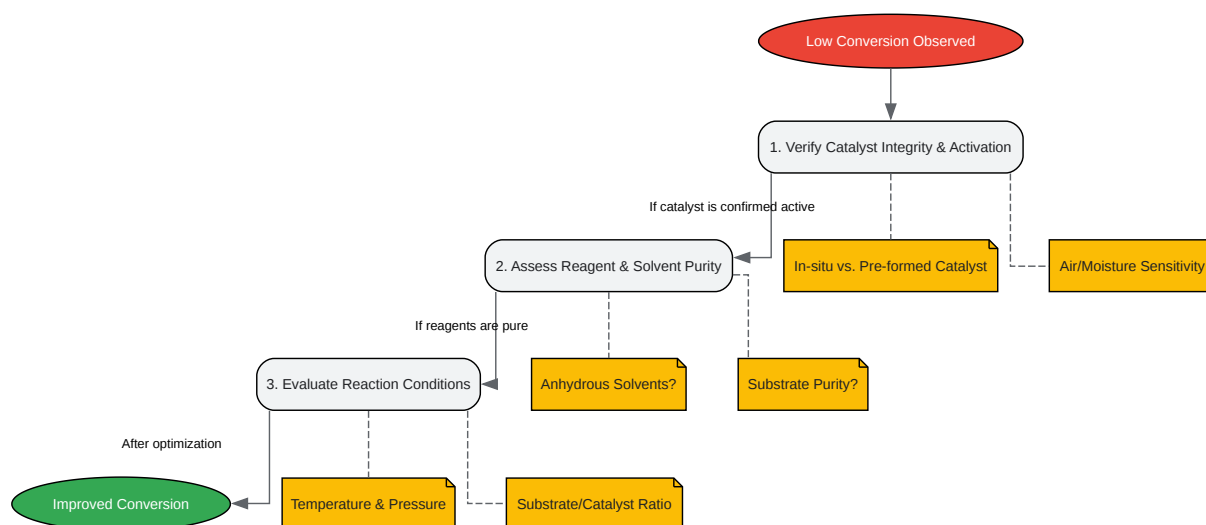 Low Conversion Observed
1. Verify Catalyst Integrity & Activation
If catalyst is confirmed active
2. Assess Reagent & Solvent Purity
In-situ vs. Pre-formed Catalyst
Air/Moisture Sensitivity
If reagents are pure
3. Evaluate Reaction Conditions
Anhydrous Solvents?
Substrate Purity?
After optimization
Improved Conversion
Temperature & Pressure
Substrate/Catalyst Ratio